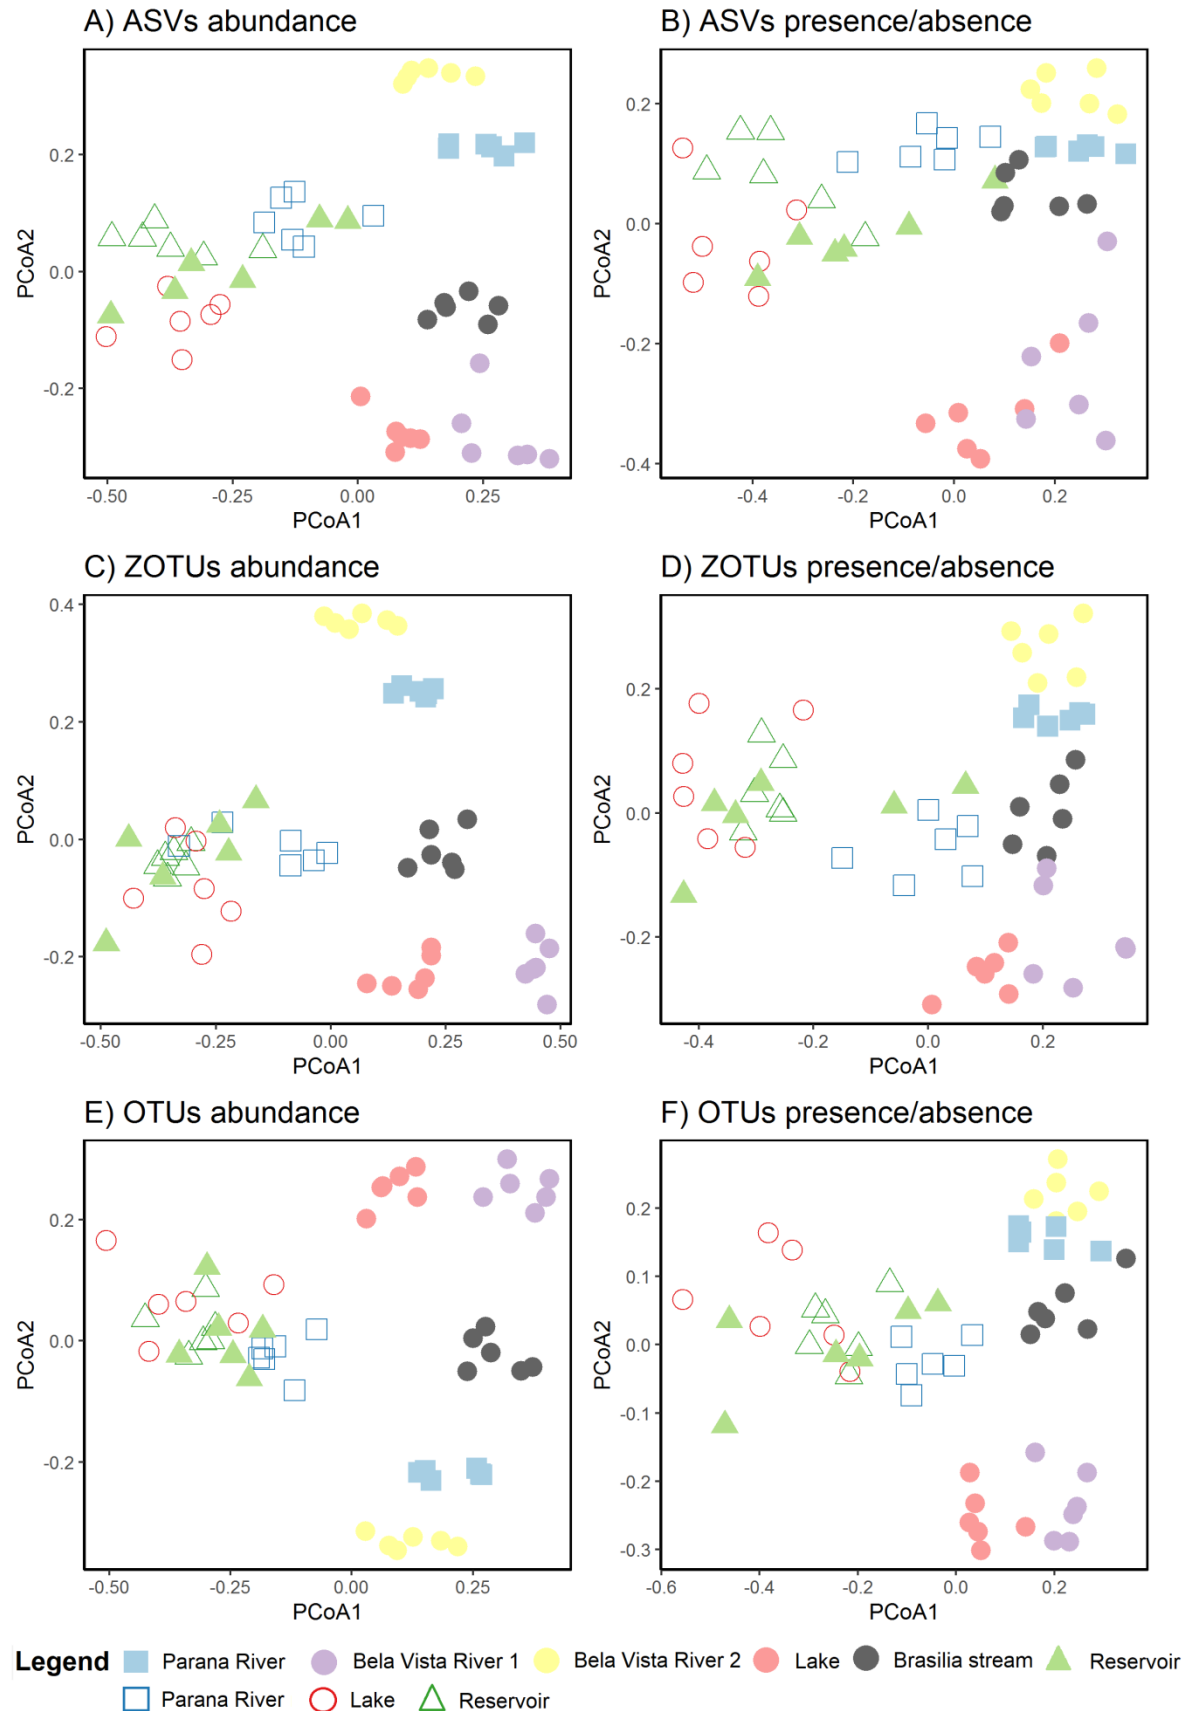 A) ASVs abundance
B) ASVs presence/absence
PCoA2
0.2
0.0
-0.2
-0.50
-0.25
0.00
0.25
PCoA1
PCoA2
0.2
0.0
-0.2
-0.4
-0.4
-0.2
0.0
0.2
PCoA1
C) ZOTUs abundance
D) ZOTUs presence/absence
PCoA2
0.4
0.2
0.0
-0.2
-0.50
-0.25
0.00
0.25
0.50
PCoA1
PCoA2
0.2
0.0
-0.2
-0.4
-0.2
0.0
0.2
PCoA1
E) OTUs abundance
F) OTUs presence/absence
PCoA2
0.2
0.0
-0.2
-0.50
-0.25
0.00
0.25
PCoA1
PCoA2
0.2
0.1
0.0
-0.1
-0.2
-0.3
-0.6
-0.4
-0.2
0.0
0.2
PCoA1
Legend Parana River Bela Vista River 1 Bela Vista River 2 Lake Brasilia stream Reservoir
Parana River Lake Reservoir